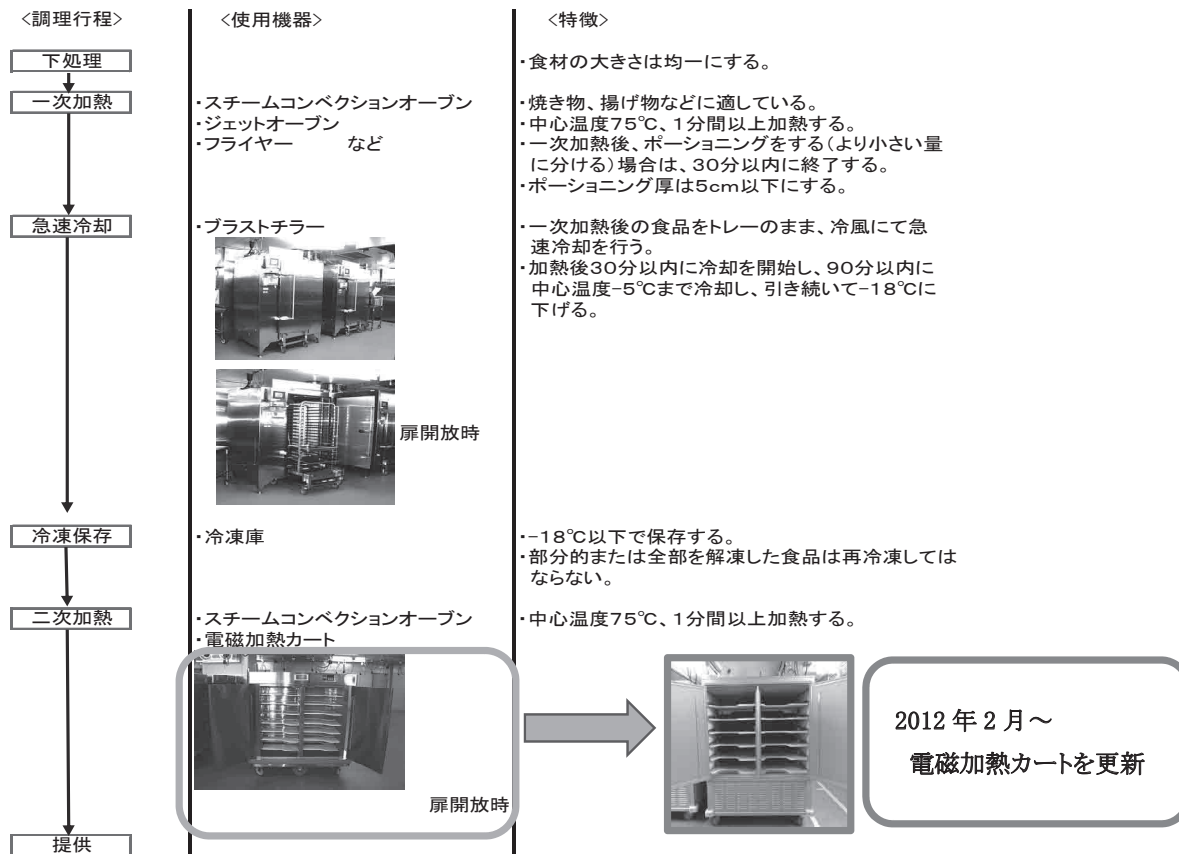 <調理行程>
<使用機器>
<特徴>
下処理
・食材の大きさは均一にする。
一次加熱
・スチームコンベクションオーブン
・ジェットオーブン
・フライヤー　　など
・焼き物、揚げ物などに適している。
・中心温度75℃、1分間以上加熱する。
・一次加熱後、ポーショニングをする(より小さい量
に分ける)場合は、30分以内に終了する。
・ポーショニング厚は5cm以下にする。
急速冷却
・ブラストチラー
扉開放時
・一次加熱後の食品をトレーのまま、冷風にて急
速冷却を行う。
・加熱後30分以内に冷却を開始し、90分以内に
中心温度-5℃まで冷却し、引き続いて-18℃に
下げる。
冷凍保存
・冷凍庫
・-18℃以下で保存する。
・部分的または全部を解凍した食品は再冷凍しては
ならない。
二次加熱
・スチームコンベクションオーブン
・電磁加熱カート
扉開放時
・中心温度75℃、1分間以上加熱する。
2012 年 2 月～
電磁加熱カートを更新
提供